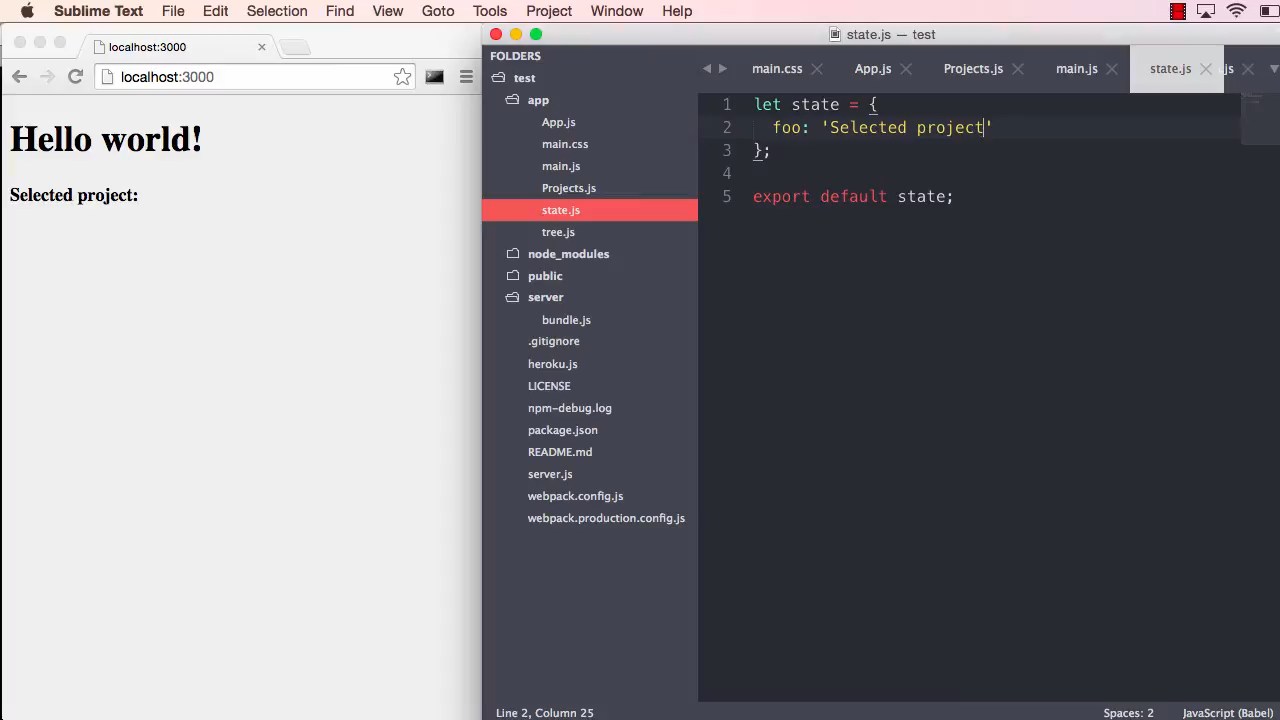 Sublime Text File Edit Selection Find View Goto Tools Project Window Help
localhost:3000
localhost:3000
Hello world!
Selected project:
state.js — test
FOLDERS
test
app
App.js
main.css
main.js
Projects.js
state.js
tree.js
node_modules
public
server
bundle.js
.gitignore
heroku.js
LICENSE
npm-debug.log
package.json
README.md
server.js
webpack.config.js
webpack.production.config.js
main.css App.js Projects.js main.js state.js .js
1 let state = {
2 foo: 'Selected project'
3 };
4
5 export default state;
Line 2, Column 25 Spaces: 2 JavaScript (Babel)